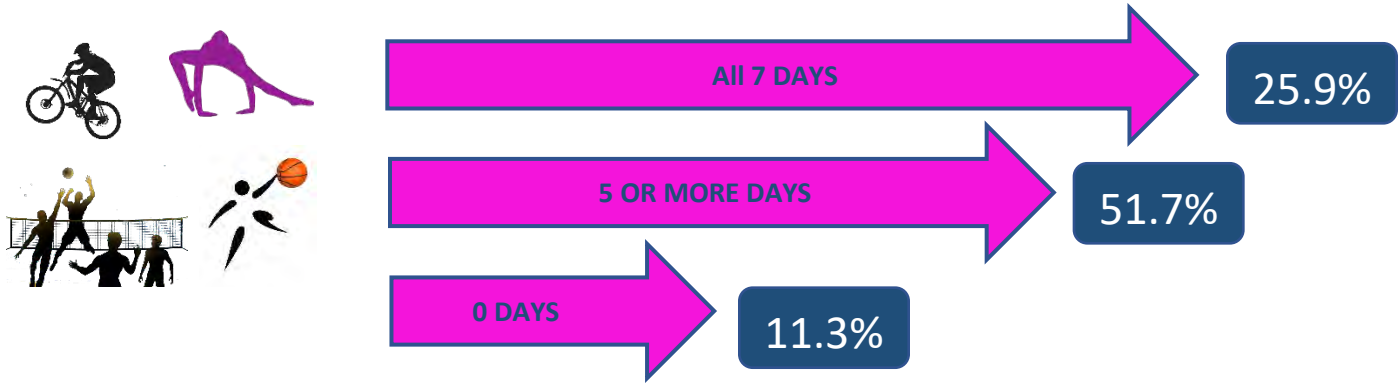 All 7 DAYS
25.9%
5 OR MORE DAYS
51.7%
0 DAYS
11.3%